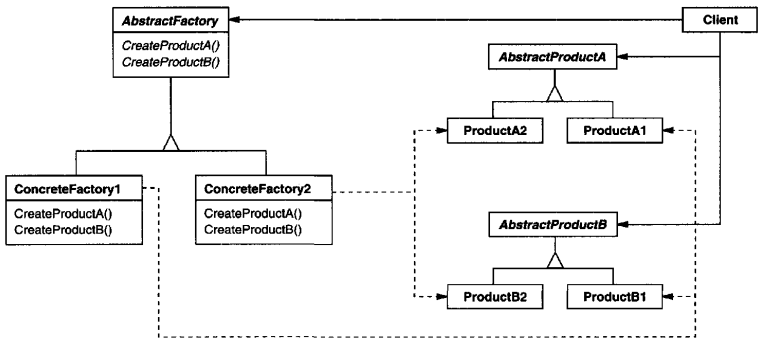 AbstractFactory
CreateProductA()
CreateProductB()
Client
AbstractProductA
ProductA2
ProductA1
ConcreteFactory1
CreateProductA()
CreateProductB()
ConcreteFactory2
CreateProductA()
CreateProductB()
AbstractProductB
ProductB2
ProductB1